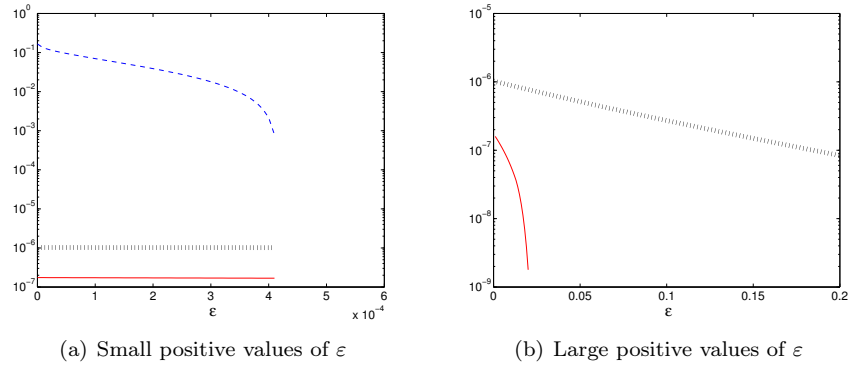 10^0
10^-1
10^-2
10^-3
10^-4
10^-5
10^-6
10^-7
0 1 2 3 4 5 6
x 10^-4
ε
(a) Small positive values of ε
10^-5
10^-6
10^-7
10^-8
10^-9
0 0.05 0.1 0.15 0.2
ε
(b) Large positive values of ε